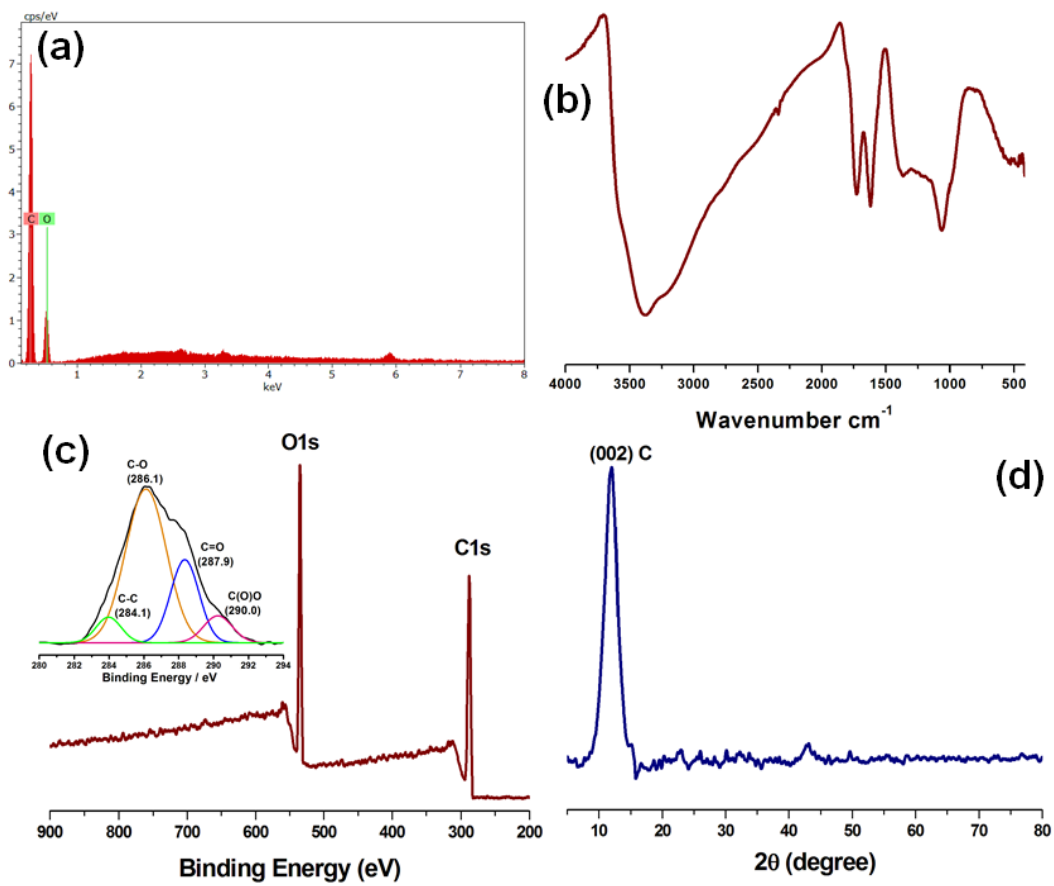 cps/eV
(a)
7
6
5
4
3
2
1
0
C O
1 2 3 4 5 6 7 8
keV
(b)
4000 3500 3000 2500 2000 1500 1000 500
Wavenumber cm⁻¹
(c)
O1s
C1s
C-O
(286.1)
C=O
(287.9)
C-C
(284.1)
C(O)O
(290.0)
280 282 284 286 288 290 292 294
Binding Energy / eV
900 800 700 600 500 400 300 200
Binding Energy (eV)
(002) C
(d)
10 20 30 40 50 60 70 80
2θ (degree)